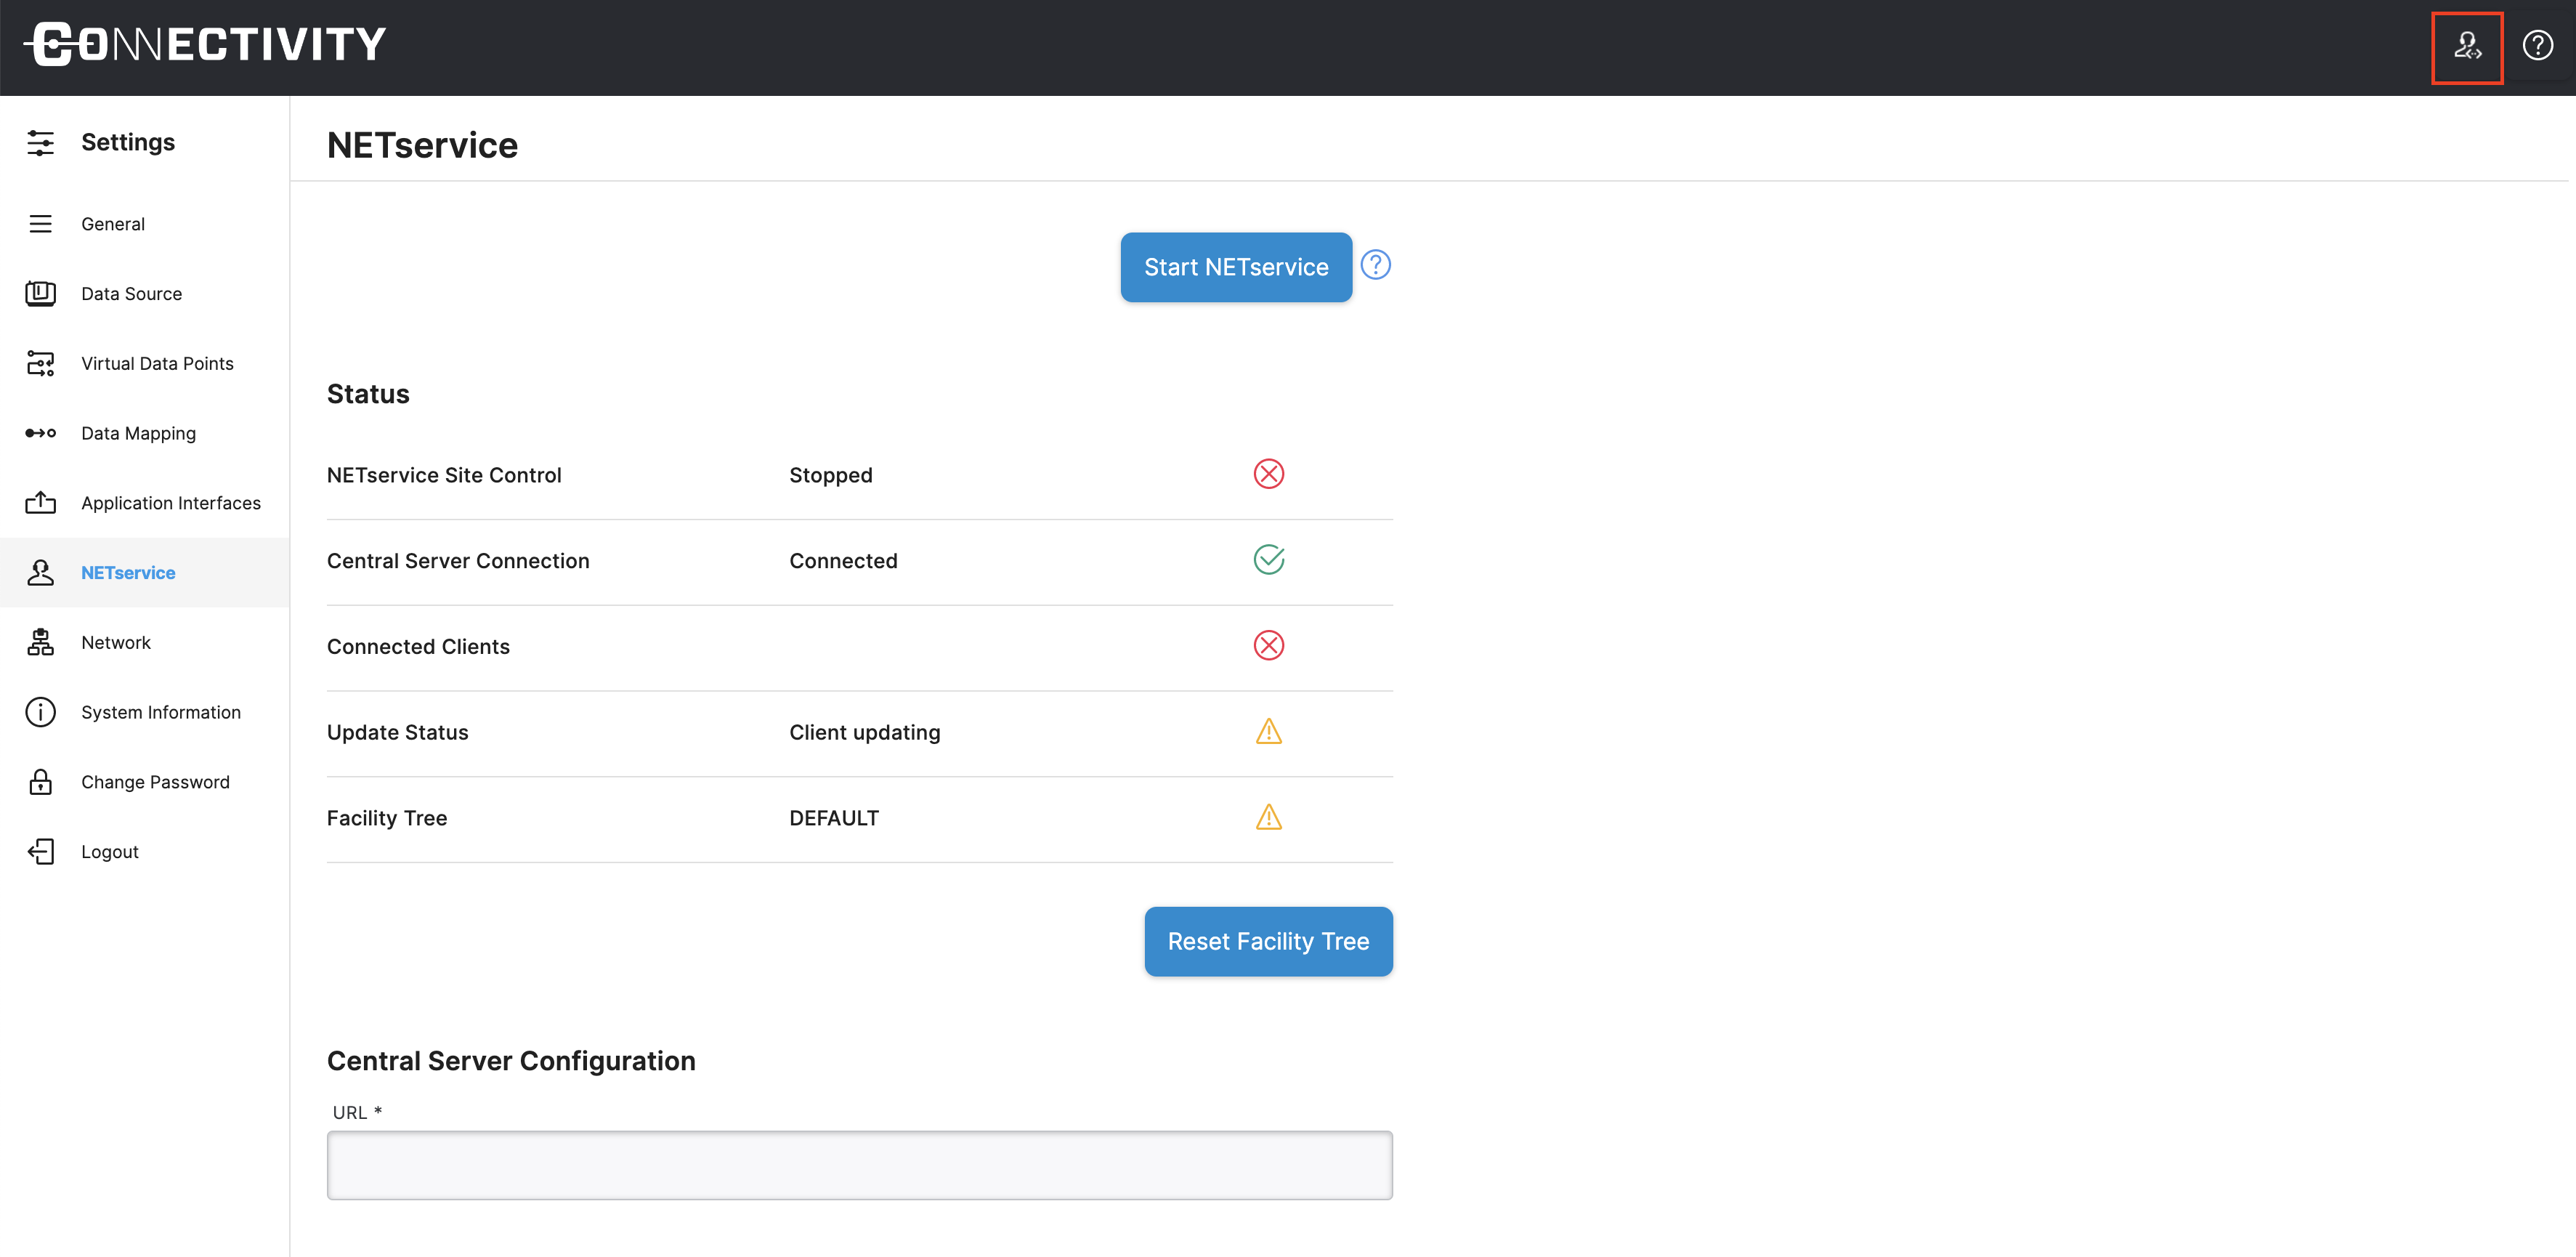 CONNECTIVITY
Settings
General
Data Source
Virtual Data Points
Data Mapping
Application Interfaces
NETservice
Network
System Information
Change Password
Logout
NETservice
Start NETservice
Status
NETservice Site Control Stopped
Central Server Connection Connected
Connected Clients
Update Status Client updating
Facility Tree DEFAULT
Reset Facility Tree
Central Server Configuration
URL *